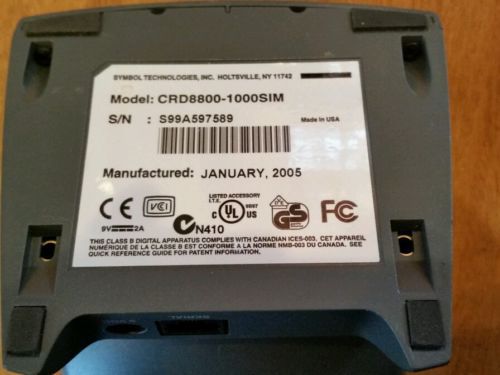 SYMBOL TECHNOLOGIES, INC. HOLTSVILLE, NY 11742
Model: CRD8800-1000SIM
S/N : S99A597589
Made in USA
Manufactured: JANUARY, 2005
LISTED ACCESSORY
I.T.E.
CE VCI c UL US GS FC
9V 2A
N410
THIS CLASS B DIGITAL APPARATUS COMPLIES WITH CANADIAN ICES-003. CET APPAREIL
NUMÉRIQUE DE LA CLASSE B EST CONFORME A LA NORME NMB-003 DU CANADA. SEE
QUICK REFERENCE GUIDE FOR PATENT INFORMATION.
SERIAL